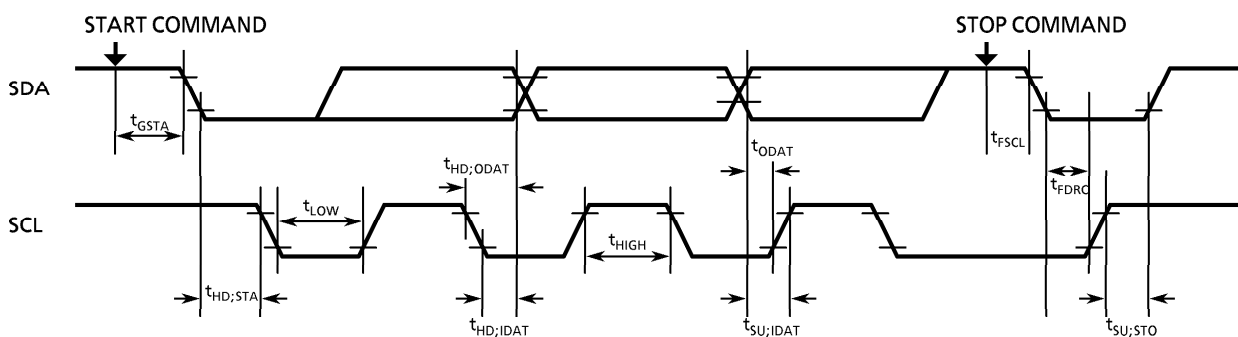 START COMMAND
STOP COMMAND
SDA
tGSTA
tFSCL
tODAT
tHD;ODAT
tFDRC
tLOW
SCL
tHIGH
tHD;STA
tHD;IDAT
tSU;IDAT
tSU;STO